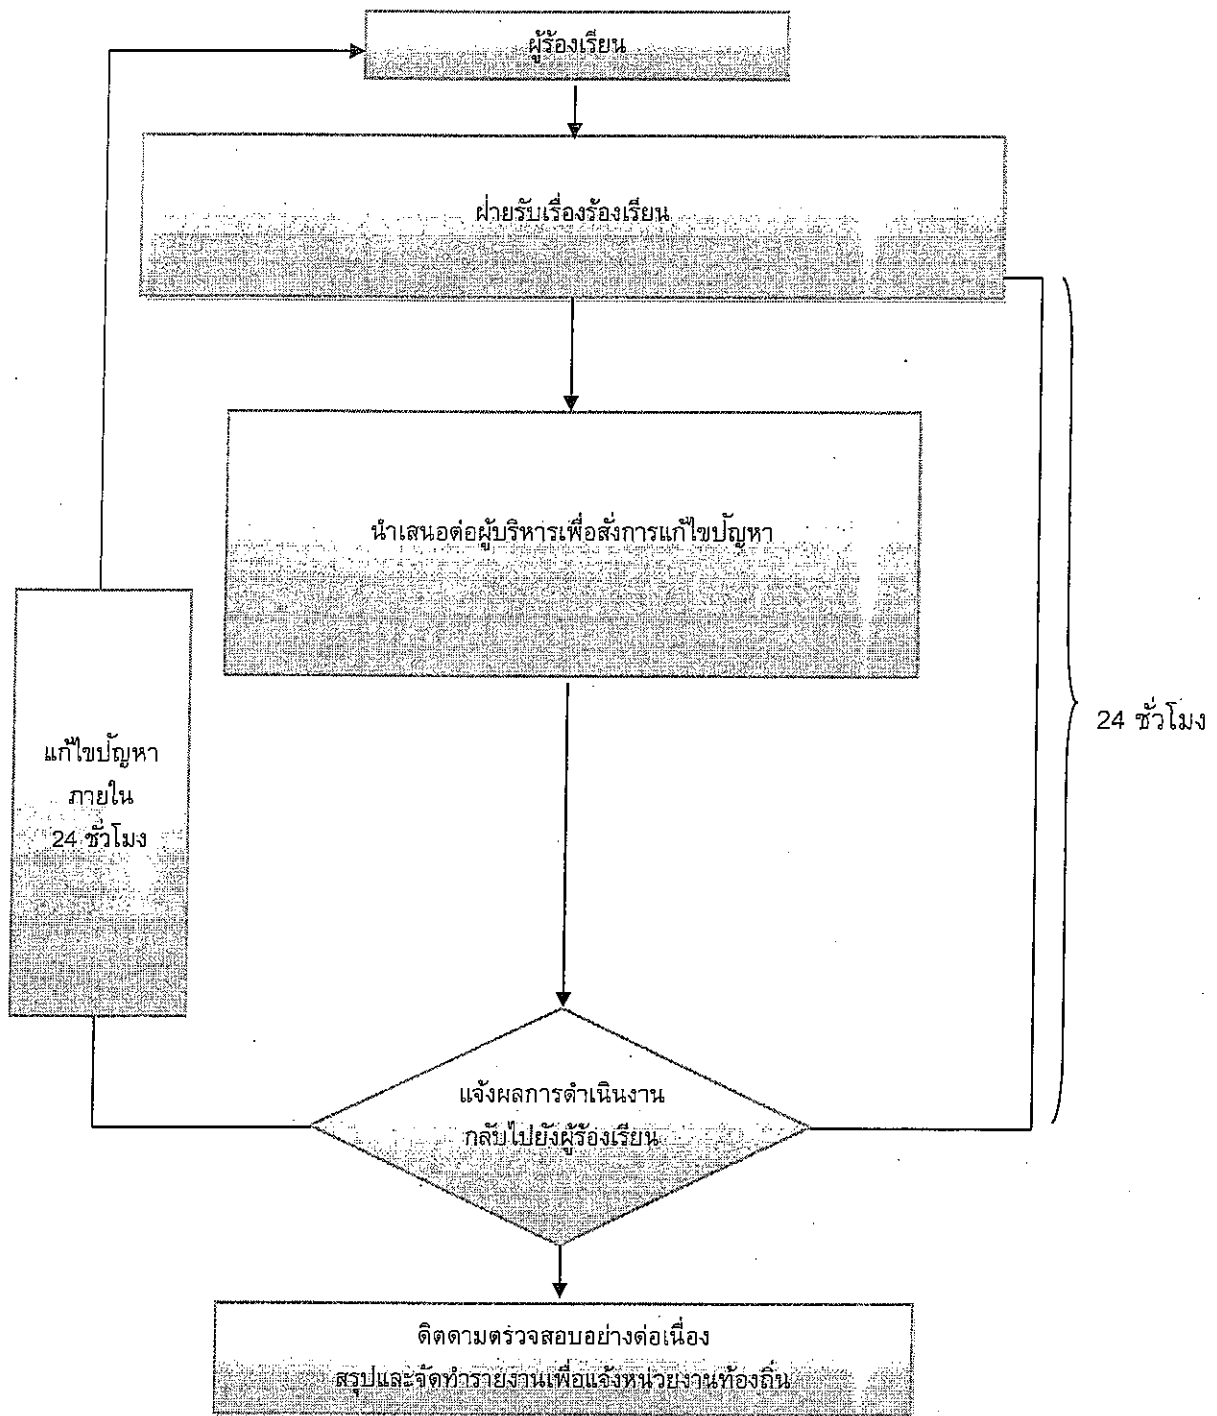 ผู้ร้องเรียน
ฝ่ายรับเรื่องร้องเรียน
นำเสนอต่อผู้บริหารเพื่อสั่งการแก้ไขปัญหา
แก้ไขปัญหา
ภายใน
24 ชั่วโมง
24 ชั่วโมง
แจ้งผลการดำเนินงาน
กลับไปยังผู้ร้องเรียน
ติดตามตรวจสอบอย่างต่อเนื่อง
สรุปและจัดทำรายงานเพื่อแจ้งหน่วยงานท้องถิ่น